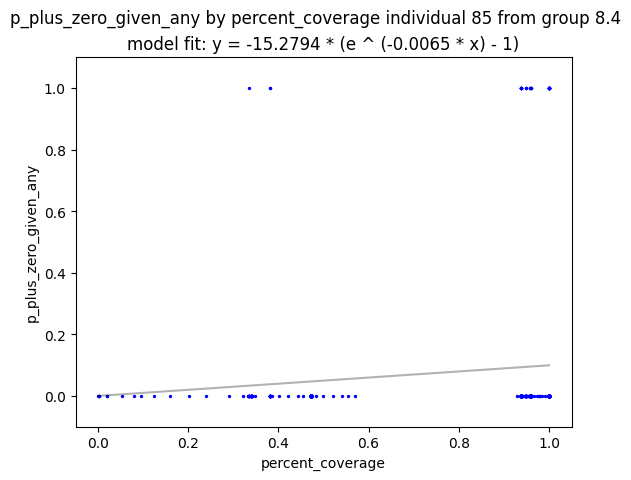 p_plus_zero_given_any by percent_coverage individual 85 from group 8.4
model fit: y = -15.2794 * (e ^ (-0.0065 * x) - 1)
1.0
0.8
0.6
0.4
0.2
0.0
p_plus_zero_given_any
0.0 0.2 0.4 0.6 0.8 1.0
percent_coverage